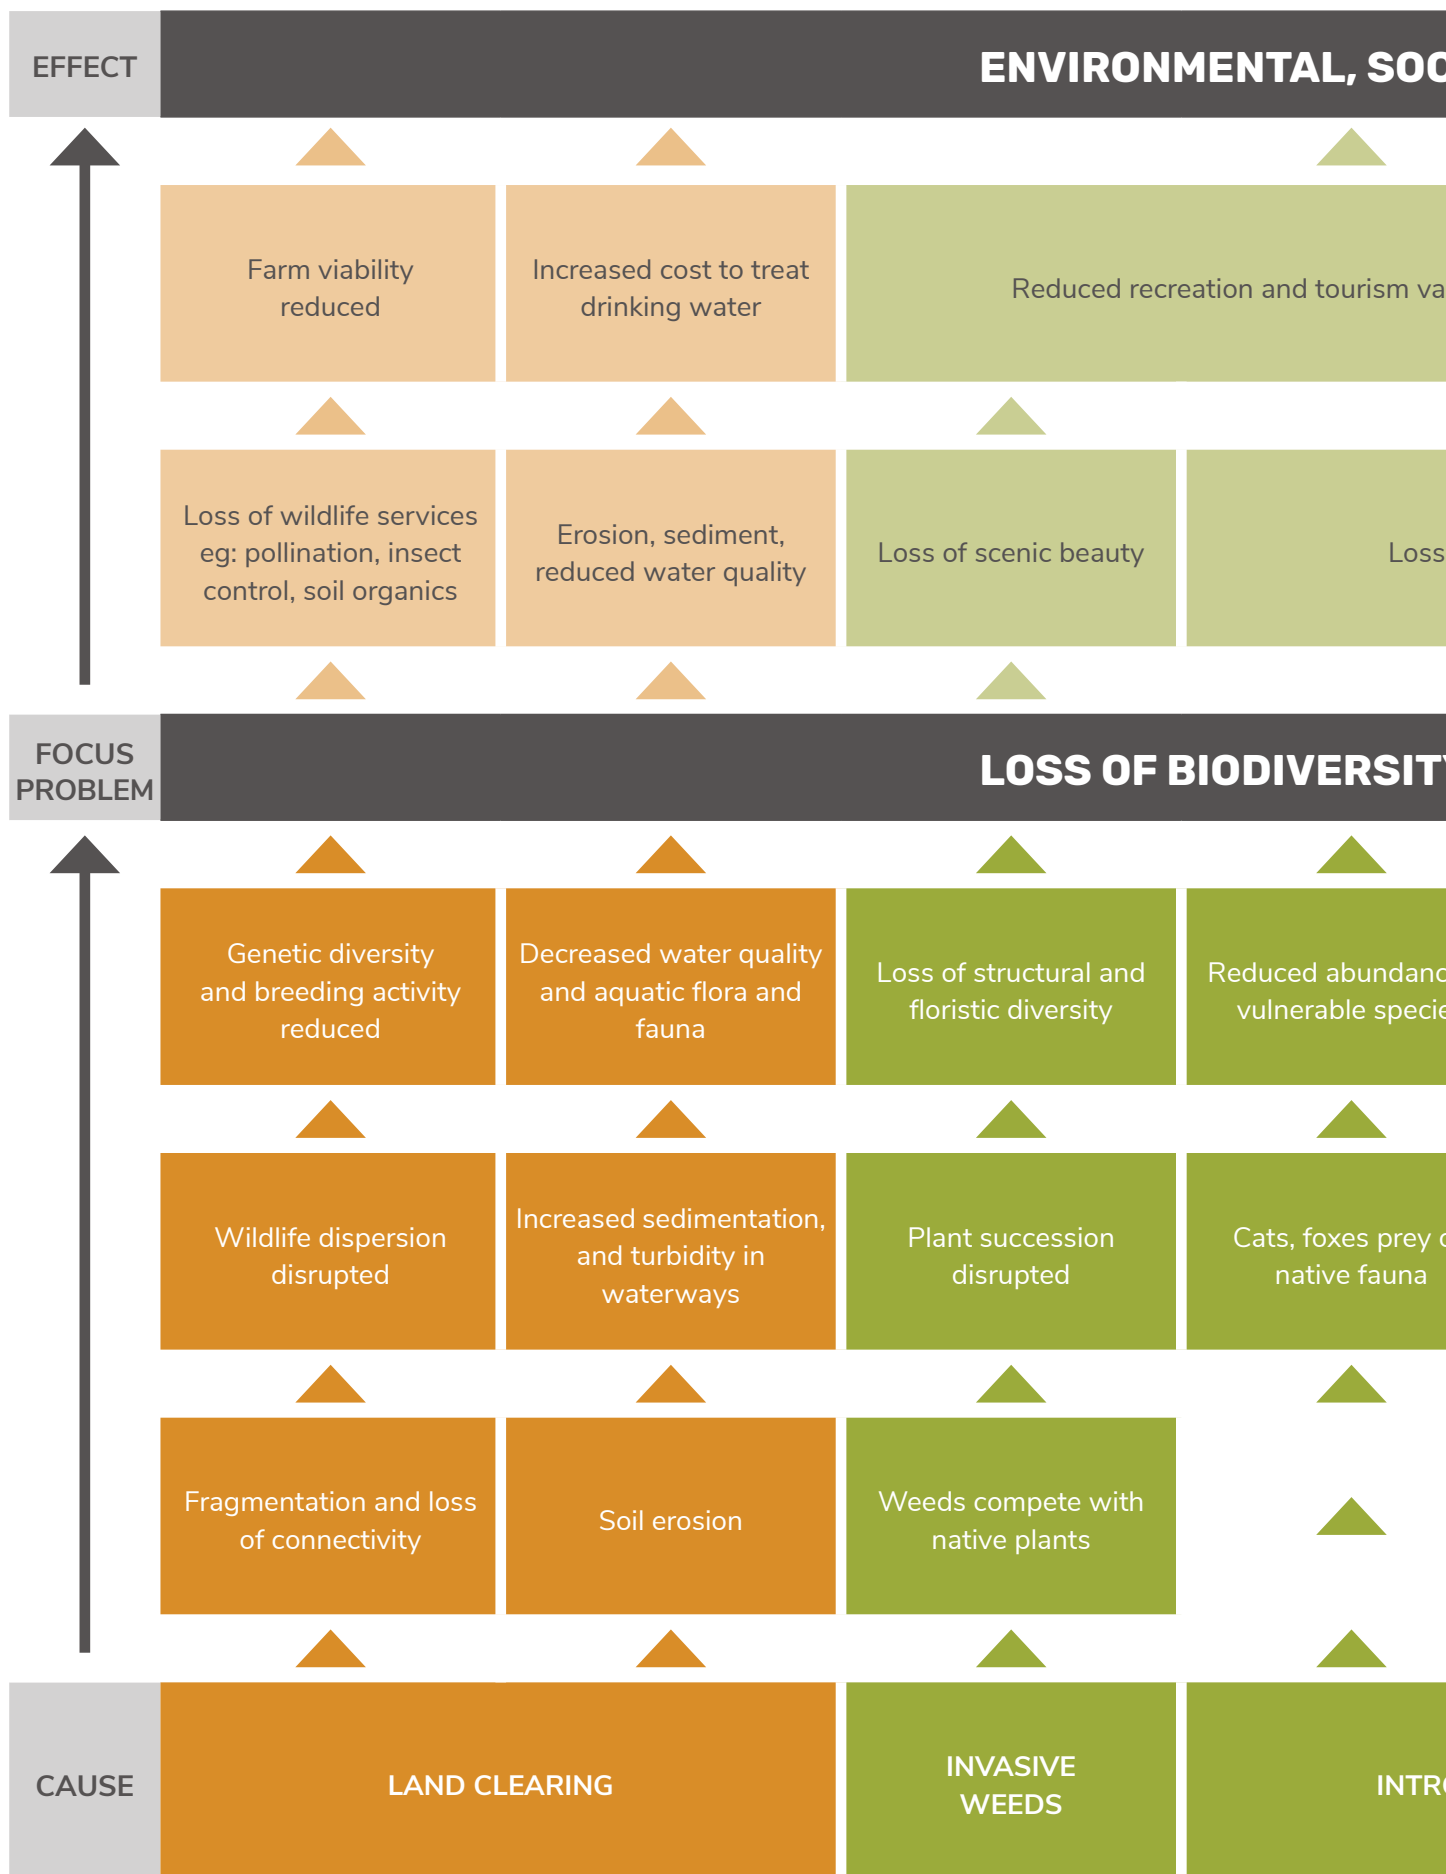 EFFECT
ENVIRONMENTAL,
Farm viability
reduced
Increased cost to treat
drinking water
Reduced recreation and tourism
Loss of wildlife services
eg: pollination, insect
control, soil organics
Erosion, sediment,
reduced water quality
Loss of scenic beauty
Loss
FOCUS
PROBLEM
LOSS OF BIODIVERSITY
Genetic diversity
and breeding activity
reduced
Decreased water quality
and aquatic flora and
fauna
Loss of structural and
floristic diversity
Reduced
vulnerable
Wildlife dispersion
disrupted
Increased sedimentation,
and turbidity in
waterways
Plant succession
disrupted
Cats, foxes prey
native fauna
Fragmentation and loss
of connectivity
Soil erosion
Weeds compete with
native plants
CAUSE
LAND CLEARING
INVASIVE
WEEDS